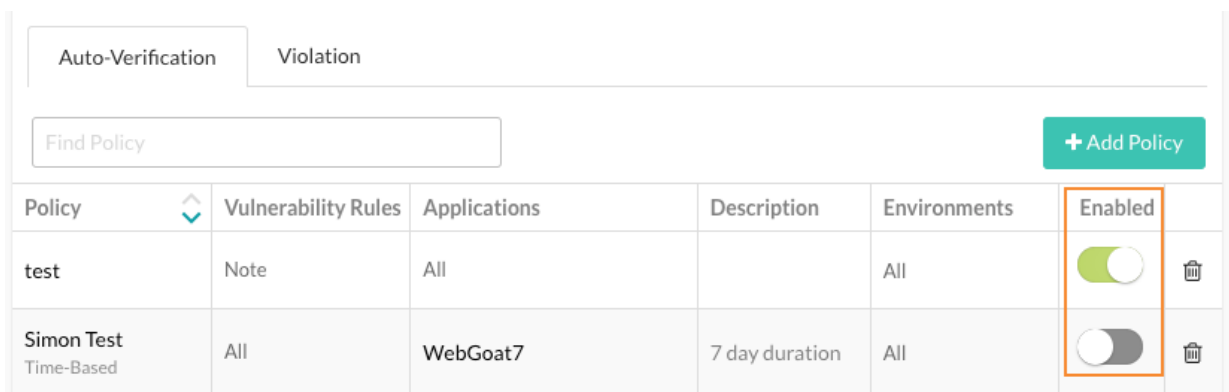 Auto-Verification Violation
Find Policy + Add Policy
Policy Vulnerability Rules Applications Description Environments Enabled
test Note All All
Simon Test All WebGoat7 7 day duration All
Time-Based